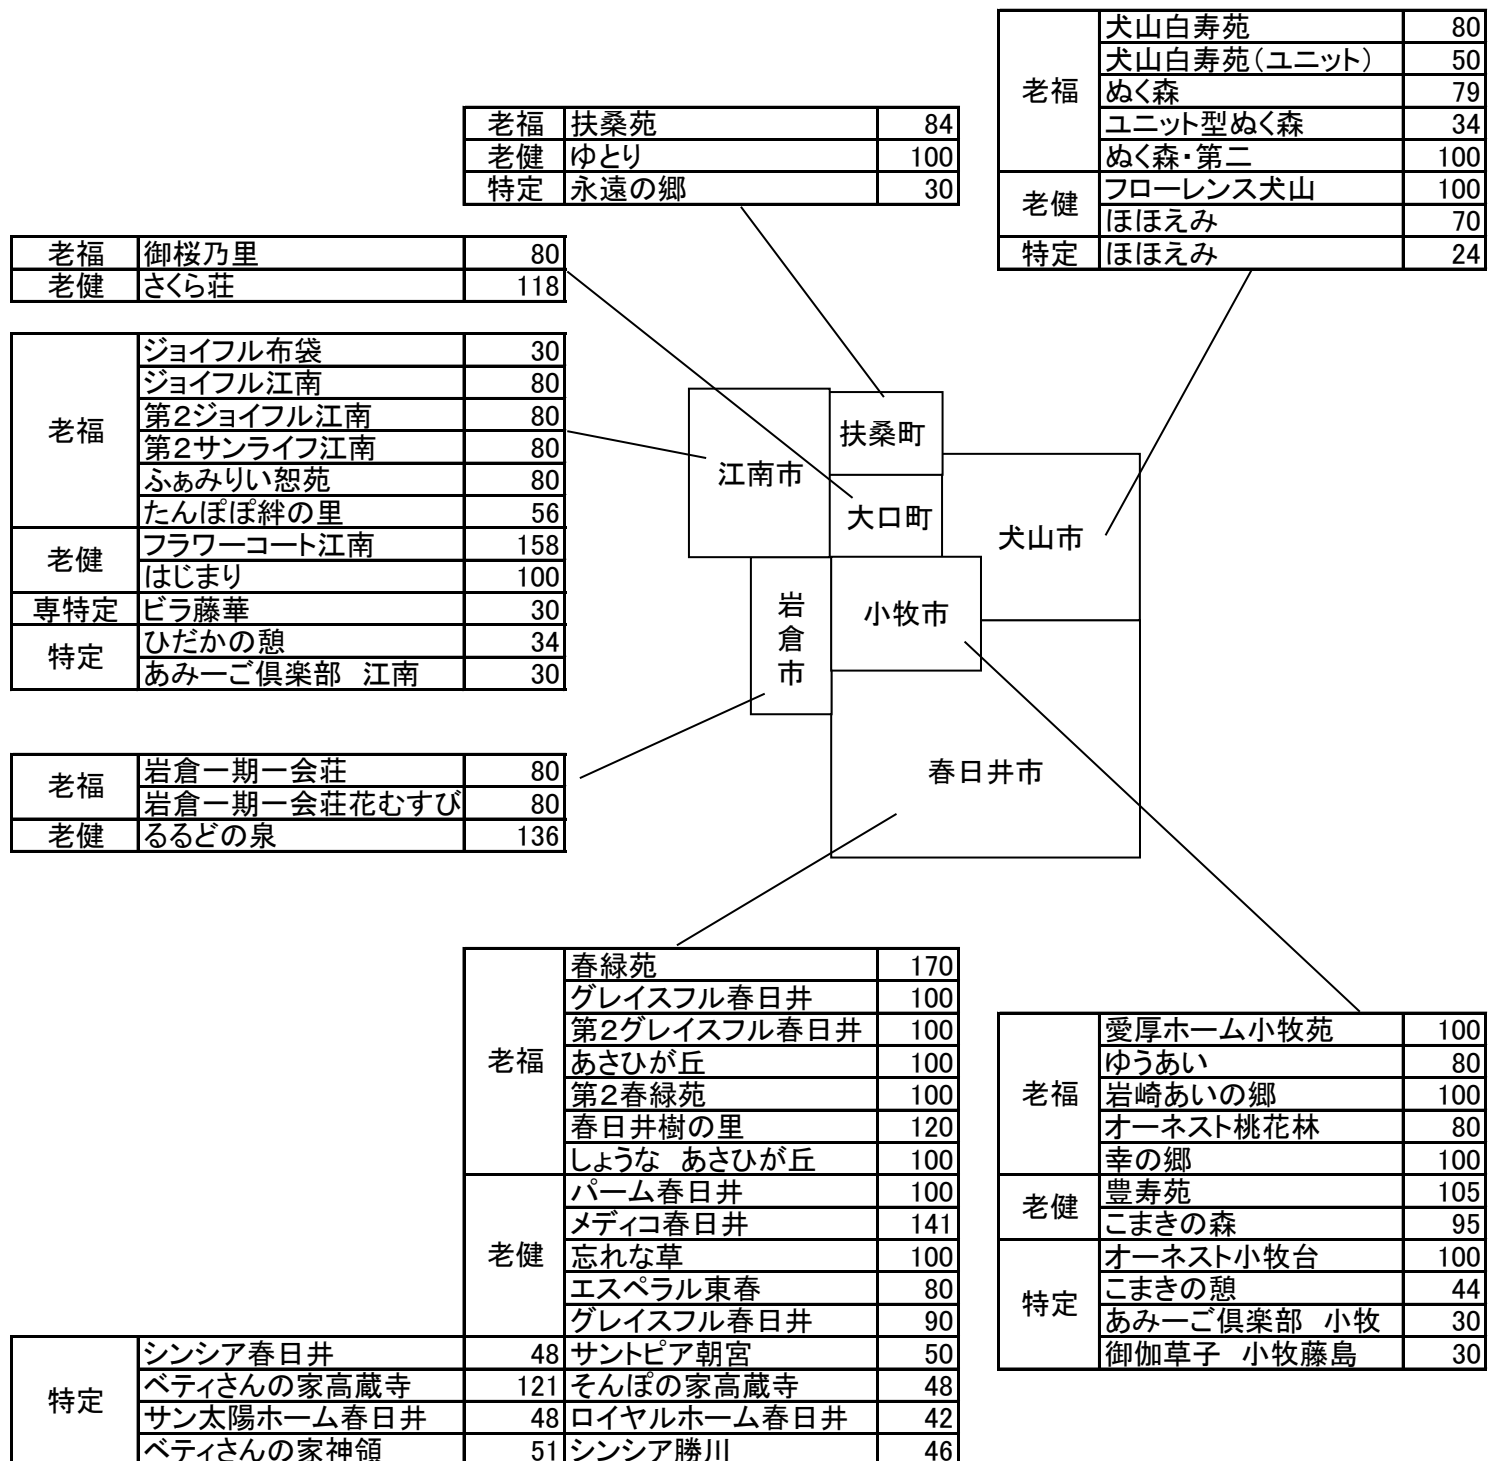 老福 犬山白寿苑 80
犬山白寿苑(ユニット) 50
ぬく森 79
ユニット型ぬく森 34
ぬく森・第二 100
老健 フローレンス犬山 100
ほほえみ 70
特定 ほほえみ 24
老福 扶桑苑 84
老健 ゆとり 100
特定 永遠の郷 30
老福 御桜乃里 80
老健 さくら荘 118
老福 ジョイフル布袋 30
ジョイフル江南 80
第2ジョイフル江南 80
第2サンライフ江南 80
ふぁみりい恕苑 80
たんぽぽ絆の里 56
老健 フラワーコート江南 158
はじまり 100
専特定 ビラ藤華 30
特定 ひだかの憩 34
あみーご倶楽部 江南 30
扶桑町
江南市
大口町
犬山市
岩倉市
小牧市
春日井市
老福 岩倉一期一会荘 80
岩倉一期一会荘花むすび 80
老健 るるどの泉 136
老福 春緑苑 170
グレイスフル春日井 100
第2グレイスフル春日井 100
あさひが丘 100
第2春緑苑 100
春日井樹の里 120
しょうな あさひが丘 100
老健 パーム春日井 100
メディコ春日井 141
忘れな草 100
エスペラル東春 80
グレイスフル春日井 90
特定 シンシア春日井 48 サントピア朝宮 50
ベティさんの家高蔵寺 121 そんぽの家高蔵寺 48
サン太陽ホーム春日井 48 ロイヤルホーム春日井 42
ベティさんの家神領 51 シンシア勝川 46
老福 愛厚ホーム小牧苑 100
ゆうあい 80
岩崎あいの郷 100
オーネスト桃花林 80
幸の郷 100
老健 豊寿苑 105
こまきの森 95
特定 オーネスト小牧台 100
こまきの憩 44
あみーご倶楽部 小牧 30
御伽草子 小牧藤島 30